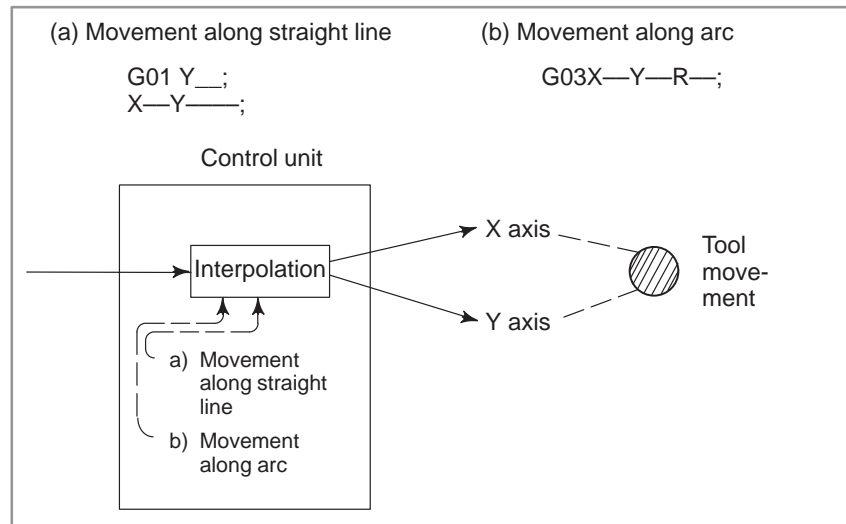 (a) Movement along straight line
(b) Movement along arc
G01 Y__;
X––Y––––;
G03X––Y––R––;
Control unit
Interpolation
X axis
Y axis
Tool
move-
ment
a) Movement
along straight
line
b) Movement
along arc